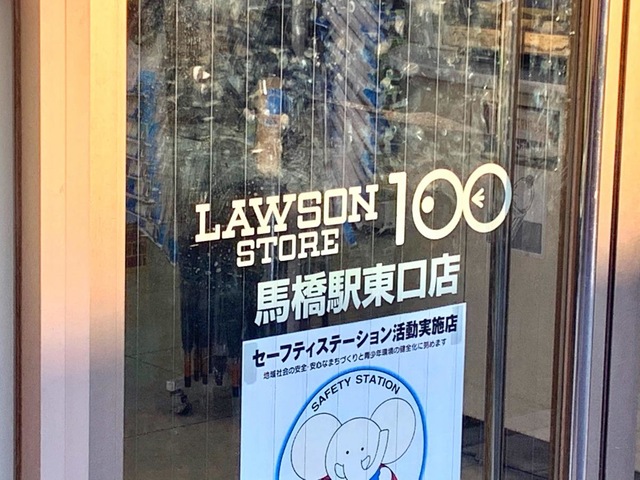 LAWSON 100
STORE
馬橋駅東口店
セーフティステーション活動実施店
地域社会の安全・安心なまちづくりと青少年環境の健全化に努めます
SAFETY STATION